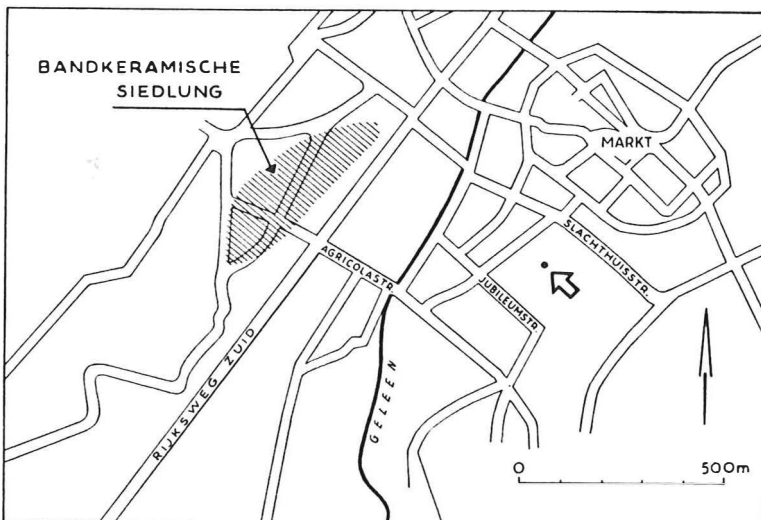 BANDKERAMISCHE
SIEDLUNG
MARKT
SLACHTHUISSTR.
AGRICOLASTR.
JUBILEUMSTR.
RIJKSWEG ZUID
GELEEN
0 500m